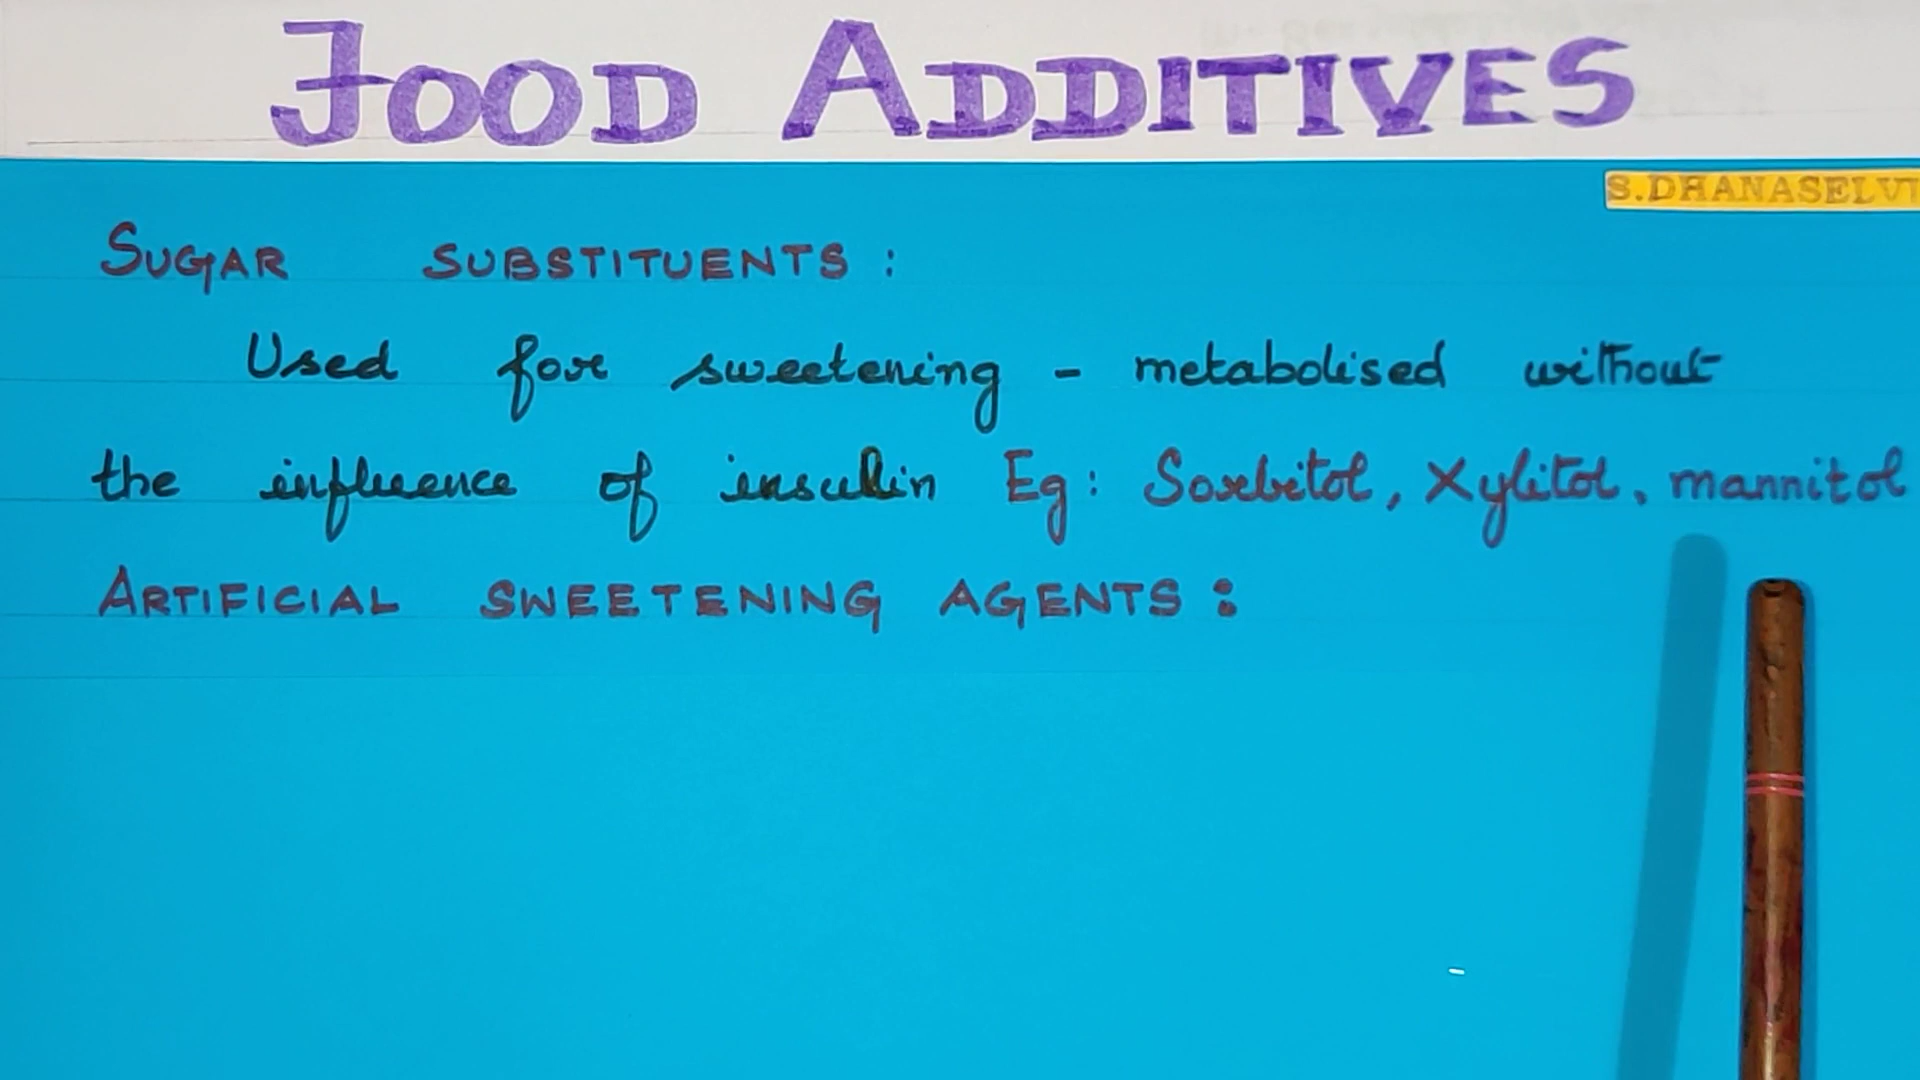 FOOD ADDITIVES
S.DHANASELVI
SUGAR SUBSTITUENTS :
Used for sweetening - metabolised without
the influence of insulin Eg: Sorbitol, Xylitol, mannitol
ARTIFICIAL SWEETENING AGENTS :